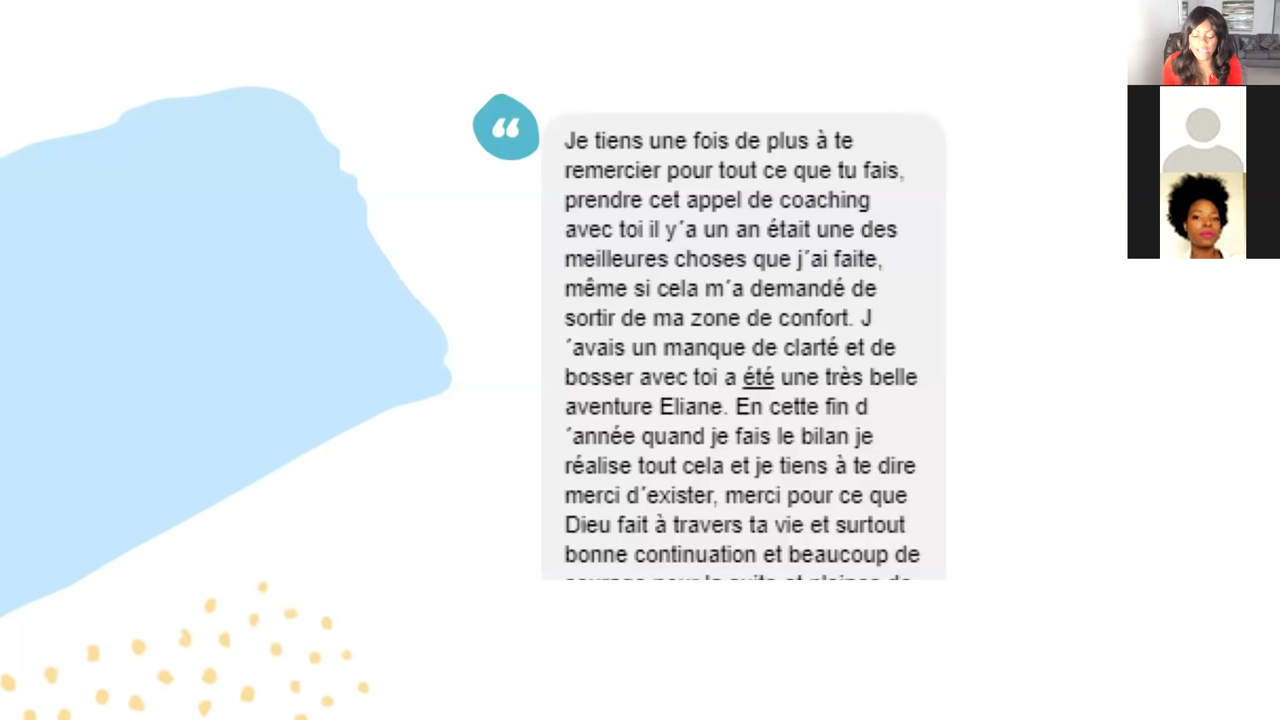 “
Je tiens une fois de plus à te
remercier pour tout ce que tu fais,
prendre cet appel de coaching
avec toi il y´a un an était une des
meilleures choses que j´ai faite,
même si cela m´a demandé de
sortir de ma zone de confort. J
´avais un manque de clarté et de
bosser avec toi a été une très belle
aventure Eliane. En cette fin d
´année quand je fais le bilan je
réalise tout cela et je tiens à te dire
merci d´exister, merci pour ce que
Dieu fait à travers ta vie et surtout
bonne continuation et beaucoup de